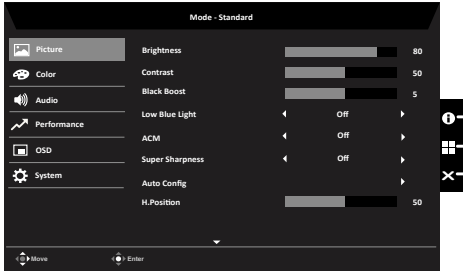 Mode - Standard
Picture
Color
Audio
Performance
OSD
System
Brightness 80
Contrast 50
Black Boost 5
Low Blue Light Off
ACM Off
Super Sharpness Off
Auto Config
H.Position 50
Move Enter